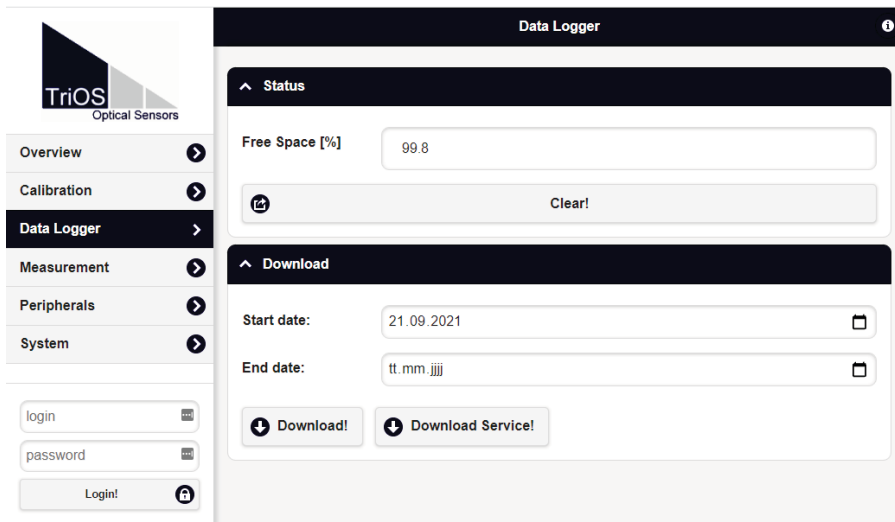 TriOS
Optical Sensors
Overview
Calibration
Data Logger
Measurement
Peripherals
System
login
password
Login!
Data Logger
Status
Free Space [%]
99.8
Clear!
Download
Start date:
21.09.2021
End date:
tt.mm.jjjj
Download!
Download Service!